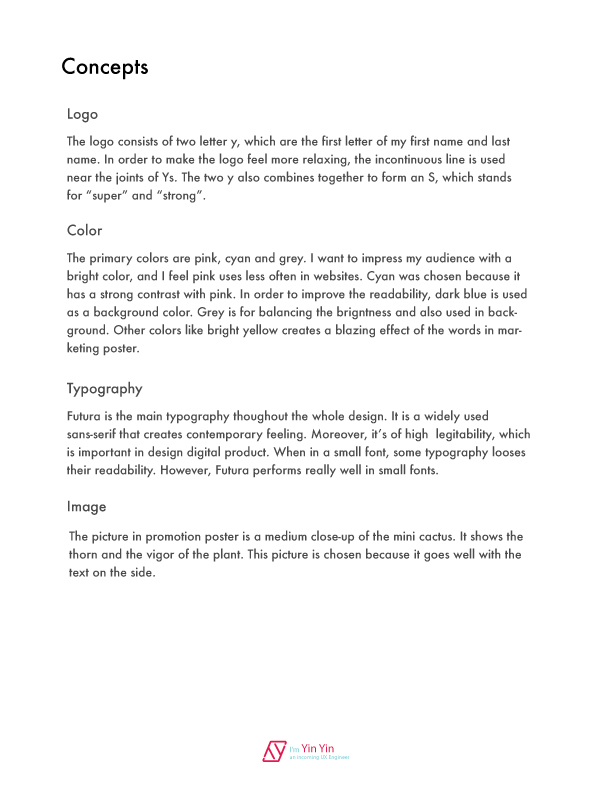 Concepts
Logo
The logo consists of two letter y, which are the first letter of my first name and last
name. In order to make the logo feel more relaxing, the incontinuous line is used
near the joints of Ys. The two y also combines together to form an S, which stands
for “super” and “strong”.
Color
The primary colors are pink, cyan and grey. I want to impress my audience with a
bright color, and I feel pink uses less often in websites. Cyan was chosen because it
has a strong contrast with pink. In order to improve the readability, dark blue is used
as a background color. Grey is for balancing the brigntness and also used in back-
ground. Other colors like bright yellow creates a blazing effect of the words in mar-
keting poster.
Typography
Futura is the main typography thoughout the whole design. It is a widely used
sans-serif that creates contemporary feeling. Moreover, it’s of high  legitability, which
is important in design digital product. When in a small font, some typography looses
their readability. However, Futura performs really well in small fonts.
Image
The picture in promotion poster is a medium close-up of the mini cactus. It shows the
thorn and the vigor of the plant. This picture is chosen because it goes well with the
text on the side.
I'm Yin Yin
an incoming UX Engineer